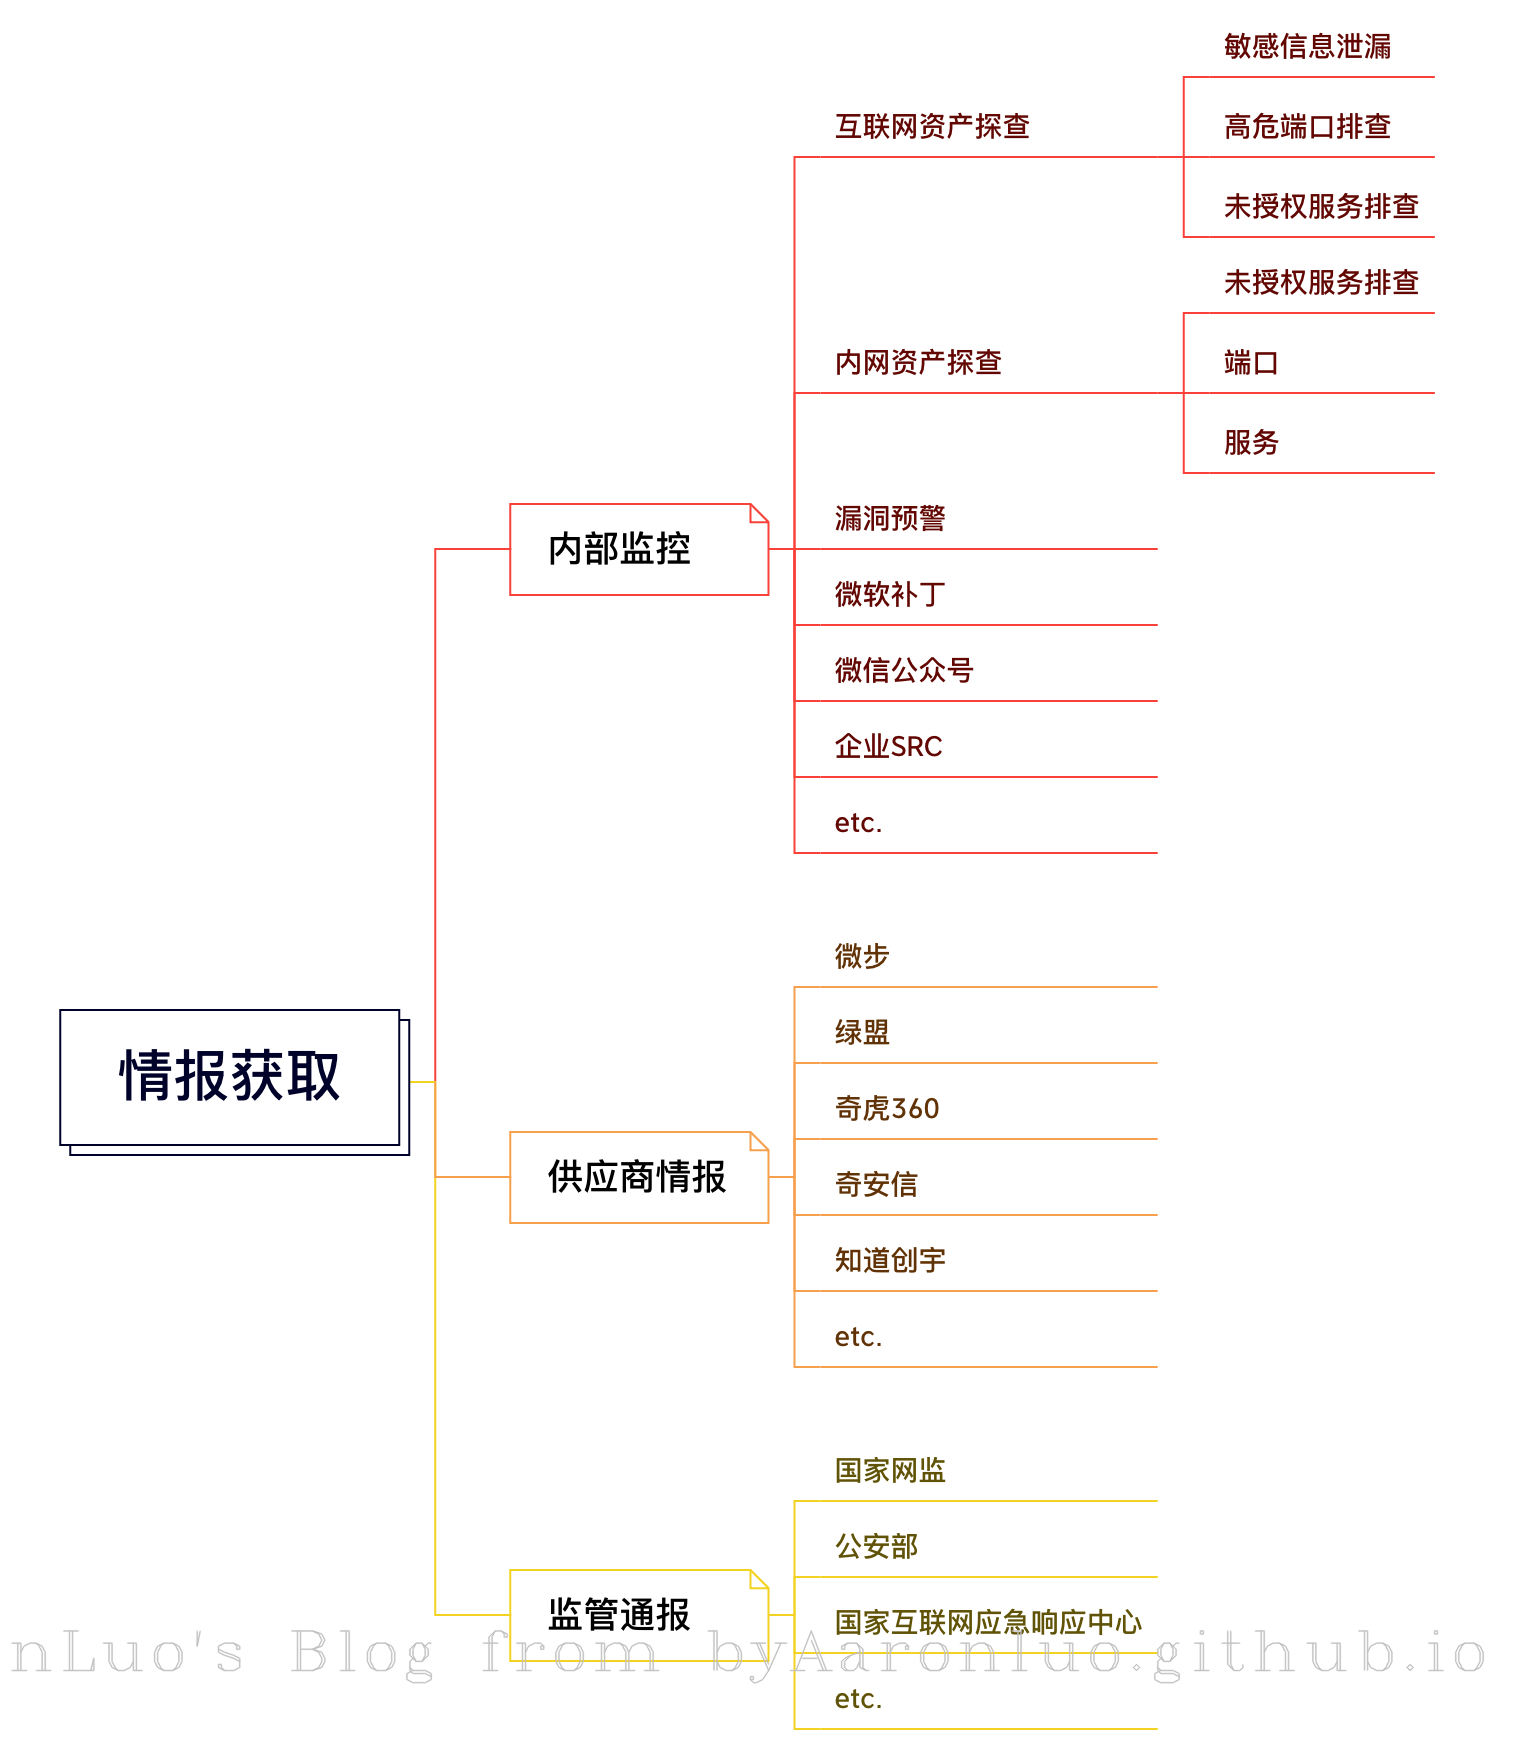 敏感信息泄漏
互联网资产探查
高危端口排查
未授权服务排查
未授权服务排查
内网资产探查
端口
服务
漏洞预警
内部监控
微软补丁
微信公众号
企业SRC
etc.
微步
绿盟
情报获取
奇虎360
供应商情报
奇安信
知道创宇
etc.
国家网监
公安部
监管通报
国家互联网应急响应中心
nLuo's Blog from byAaronluo.github.io
etc.